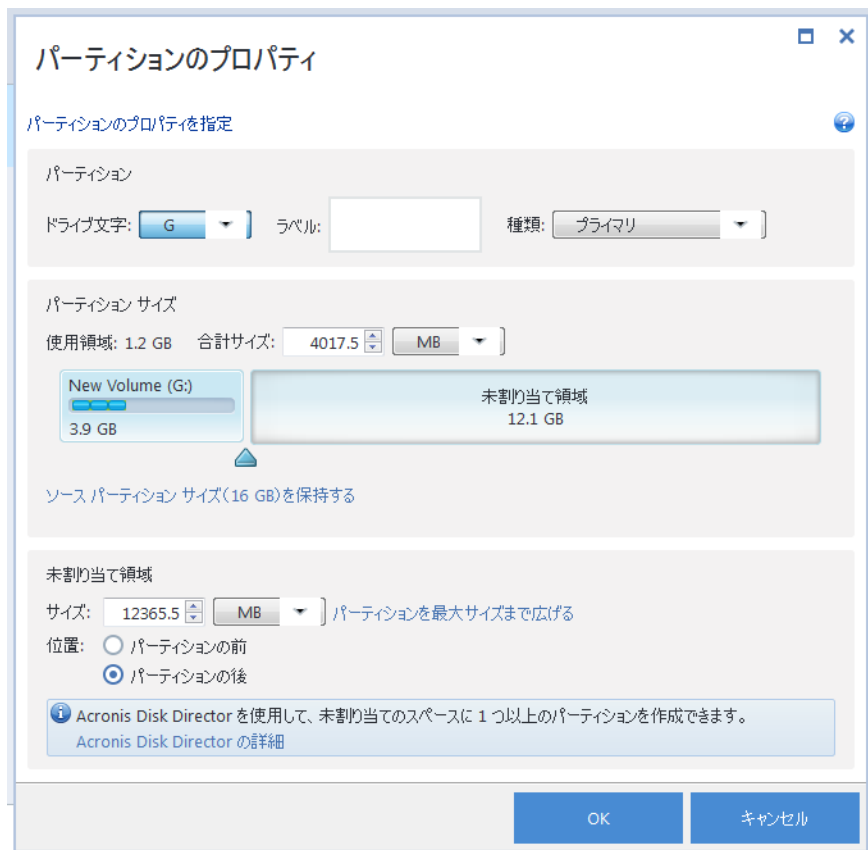 パーティションのプロパティ
パーティションのプロパティを指定
パーティション
ドライブ文字: G ラベル: 種類: プライマリ
パーティション サイズ
使用領域: 1.2 GB 合計サイズ: 4017.5 MB
New Volume (G:)
3.9 GB
未割り当て領域
12.1 GB
ソース パーティション サイズ(16 GB)を保持する
未割り当て領域
サイズ: 12365.5 MB パーティションを最大サイズまで広げる
位置: パーティションの前
パーティションの後
Acronis Disk Director を使用して、未割り当てのスペースに 1 つ以上のパーティションを作成できます。
Acronis Disk Director の詳細
OK キャンセル